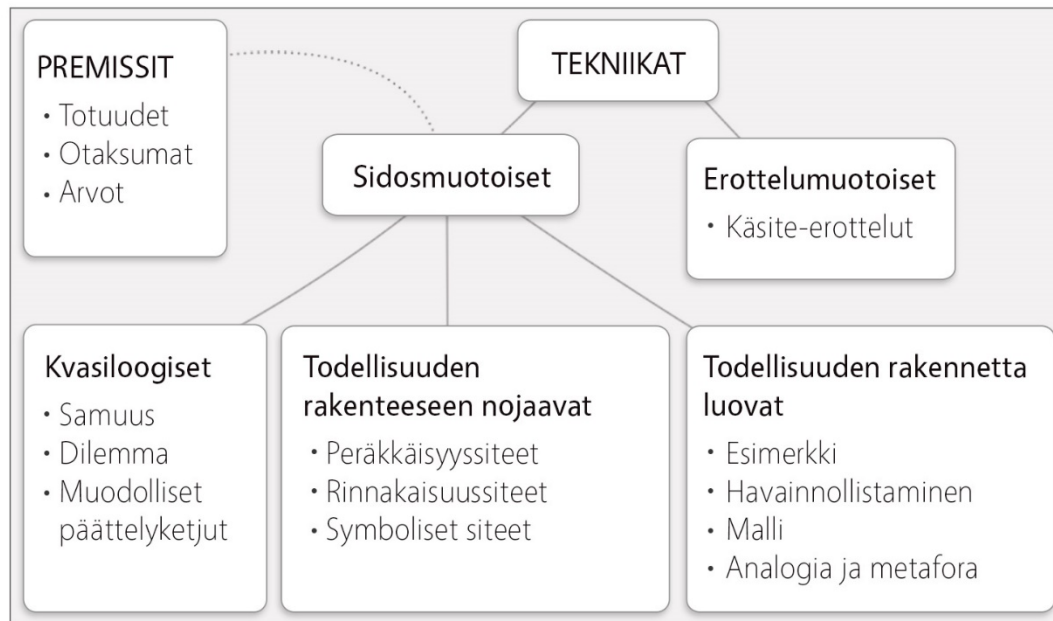 PREMISSIT
• Totuudet
• Otaksumat
• Arvot
TEKNIIKAT
Sidosmuotoiset
Erottelumuotoiset
• Käsite-erottelut
Kvasiloogiset
• Samuus
• Dilemma
• Muodolliset
päättelyketjut
Todellisuuden
rakenteeseen nojaavat
• Peräkkäisyyssiteet
• Rinnakaisuussiteet
• Symboliset siteet
Todellisuuden rakennetta
luovat
• Esimerkki
• Havainnollistaminen
• Malli
• Analogia ja metafora